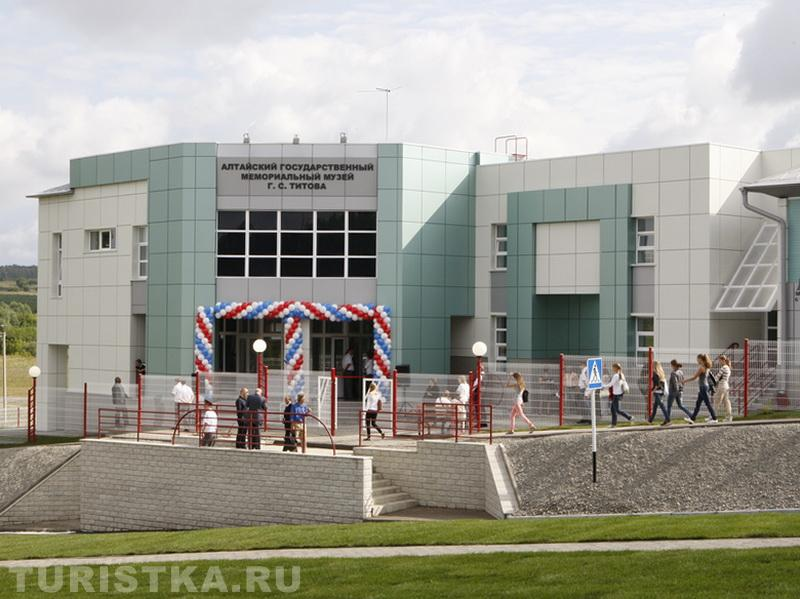 АЛТАЙСКИЙ ГОСУДАРСТВЕННЫЙ
МЕМОРИАЛЬНЫЙ МУЗЕЙ
Г. С. ТИТОВА
TURISTKA.RU